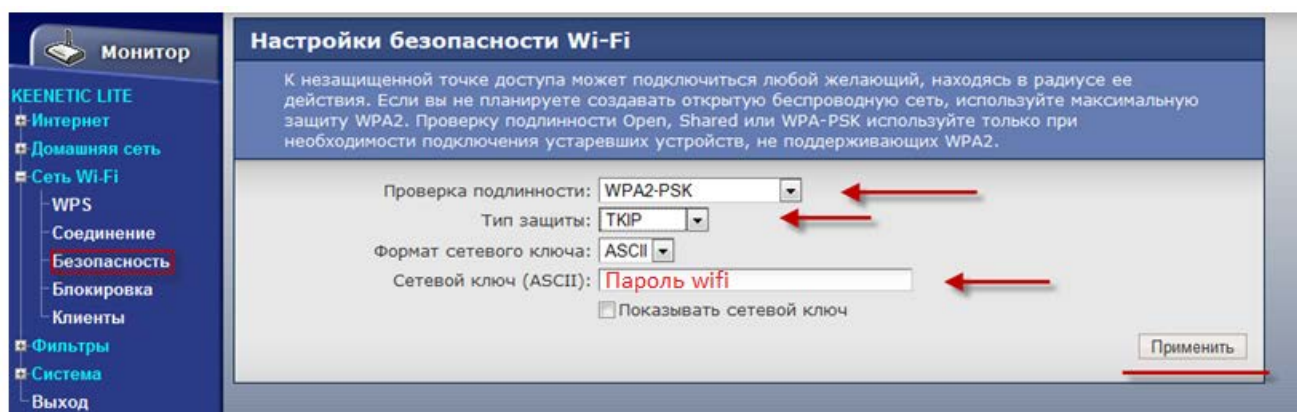 Монитор
KEENETIC LITE
Интернет
Домашняя сеть
Сеть Wi-Fi
WPS
Соединение
Безопасность
Блокировка
Клиенты
Фильтры
Система
Выход
Настройки безопасности Wi-Fi
К незащищенной точке доступа может подключиться любой желающий, находясь в радиусе ее
действия. Если вы не планируете создавать открытую беспроводную сеть, используйте максимальную
защиту WPA2. Проверку подлинности Open, Shared или WPA-PSK используйте только при
необходимости подключения устаревших устройств, не поддерживающих WPA2.
Проверка подлинности: WPA2-PSK
Тип защиты: TKIP
Формат сетевого ключа: ASCII
Сетевой ключ (ASCII): Пароль wifi
Показывать сетевой ключ
Применить